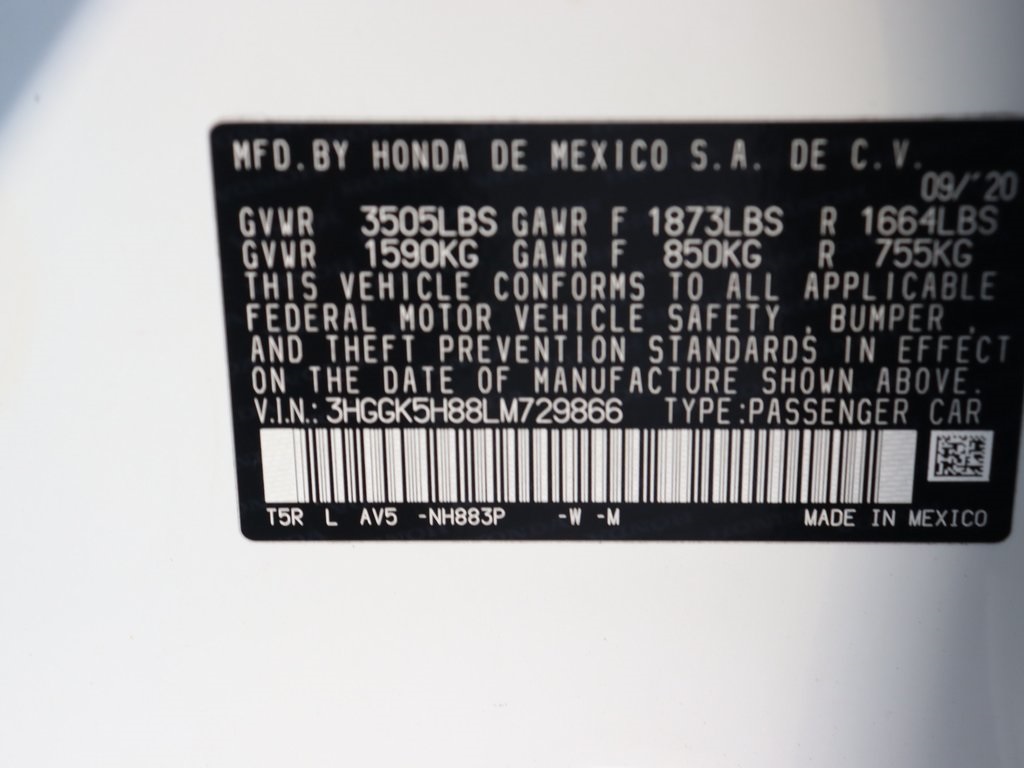 MFD.BY HONDA DE MEXICO S.A. DE C.V.
09/'20
GVWR 3505LBS GAWR F 1873LBS R 1664LBS
GVWR 1590KG GAWR F 850KG R 755KG
THIS VEHICLE CONFORMS TO ALL APPLICABLE
FEDERAL MOTOR VEHICLE SAFETY , BUMPER ,
AND THEFT PREVENTION STANDARDS IN EFFECT
ON THE DATE OF MANUFACTURE SHOWN ABOVE.
V.I.N.: 3HGGK5H88LM729866 TYPE:PASSENGER CAR
T5R L AV5 -NH883P -W -M MADE IN MEXICO